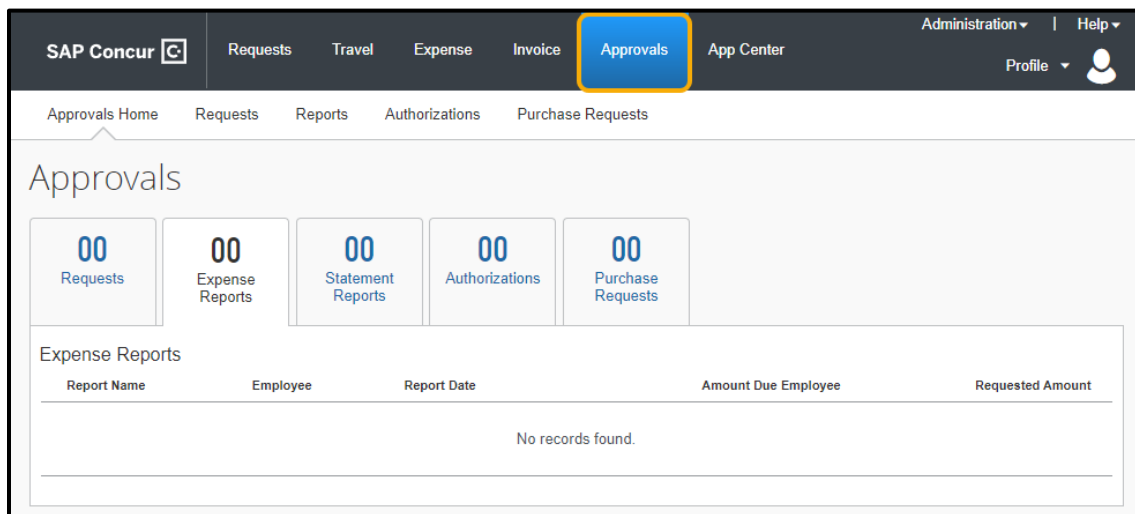 Administration | Help
SAP Concur C. Requests Travel Expense Invoice Approvals App Center
Profile
Approvals Home Requests Reports Authorizations Purchase Requests
Approvals
00 00 00 00 00
Requests Expense Statement Authorizations Purchase
Reports Reports Requests
Expense Reports
Report Name Employee Report Date Amount Due Employee Requested Amount
No records found.